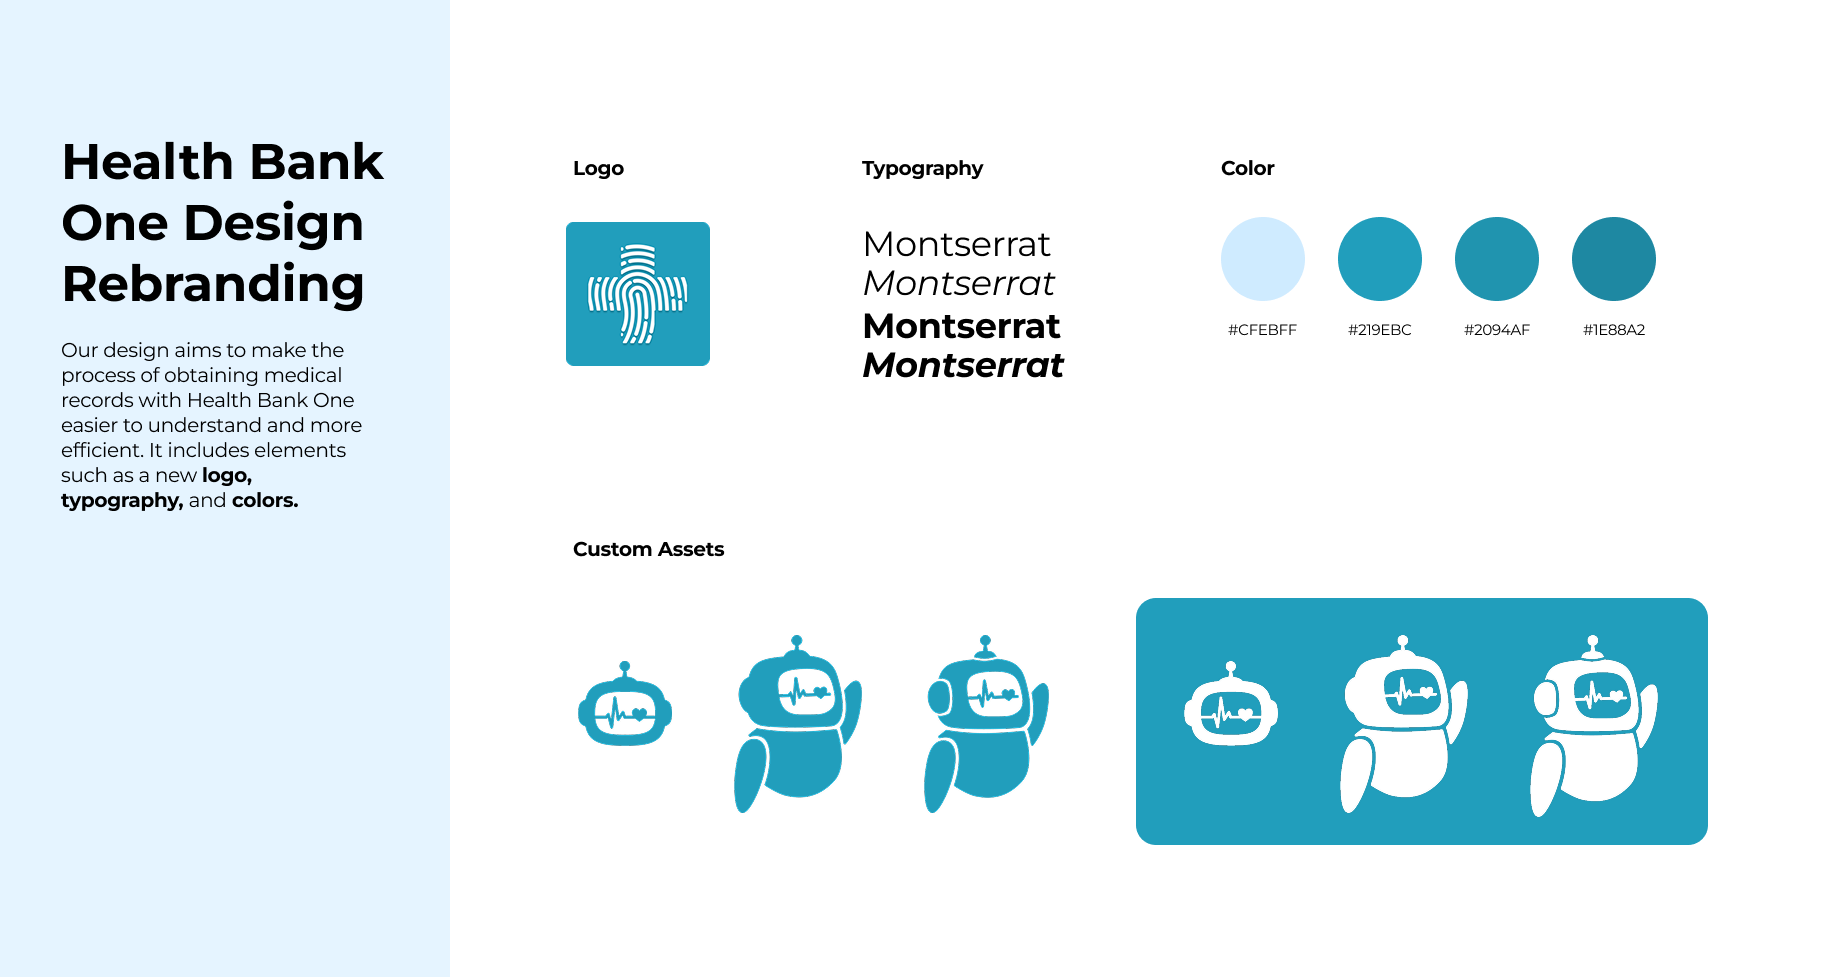 Health Bank
One Design
Rebranding
Our design aims to make the
process of obtaining medical
records with Health Bank One
easier to understand and more
efficient. It includes elements
such as a new logo,
typography, and colors.
Logo
Typography
Montserrat
Montserrat
Montserrat
Montserrat
Color
#CFEBFF
#219EBC
#2094AF
#1E88A2
Custom Assets